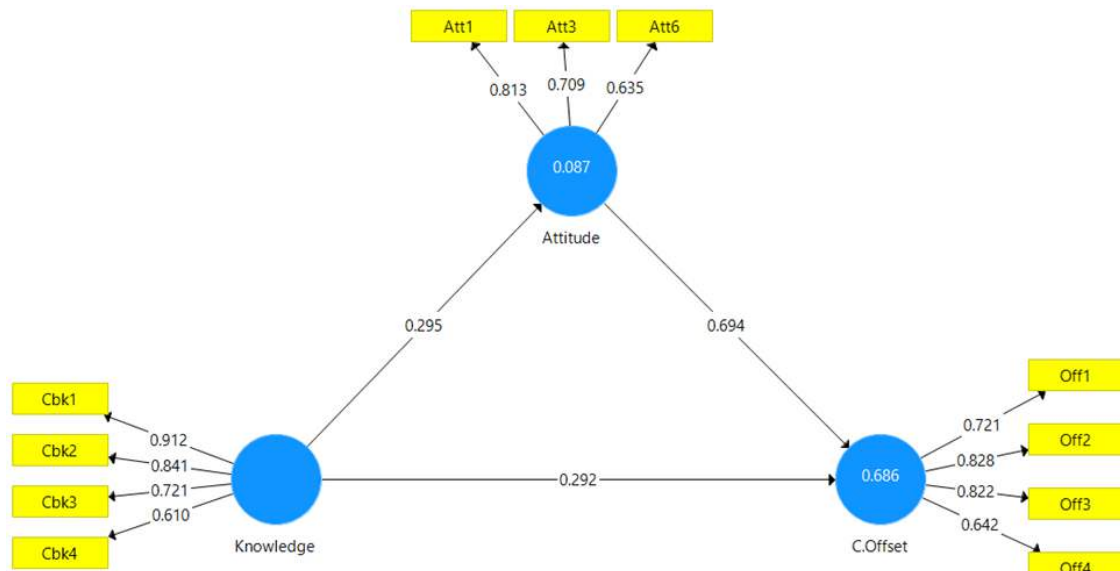 Att1 Att3 Att6
0.813 0.709 0.635
0.087
Attitude
0.295 0.694
Cbk1
Cbk2
Cbk3
Cbk4
0.912
0.841
0.721
0.610
Knowledge
0.292
0.686
C.Offset
0.721
0.828
0.822
0.642
Off1
Off2
Off3
Off4